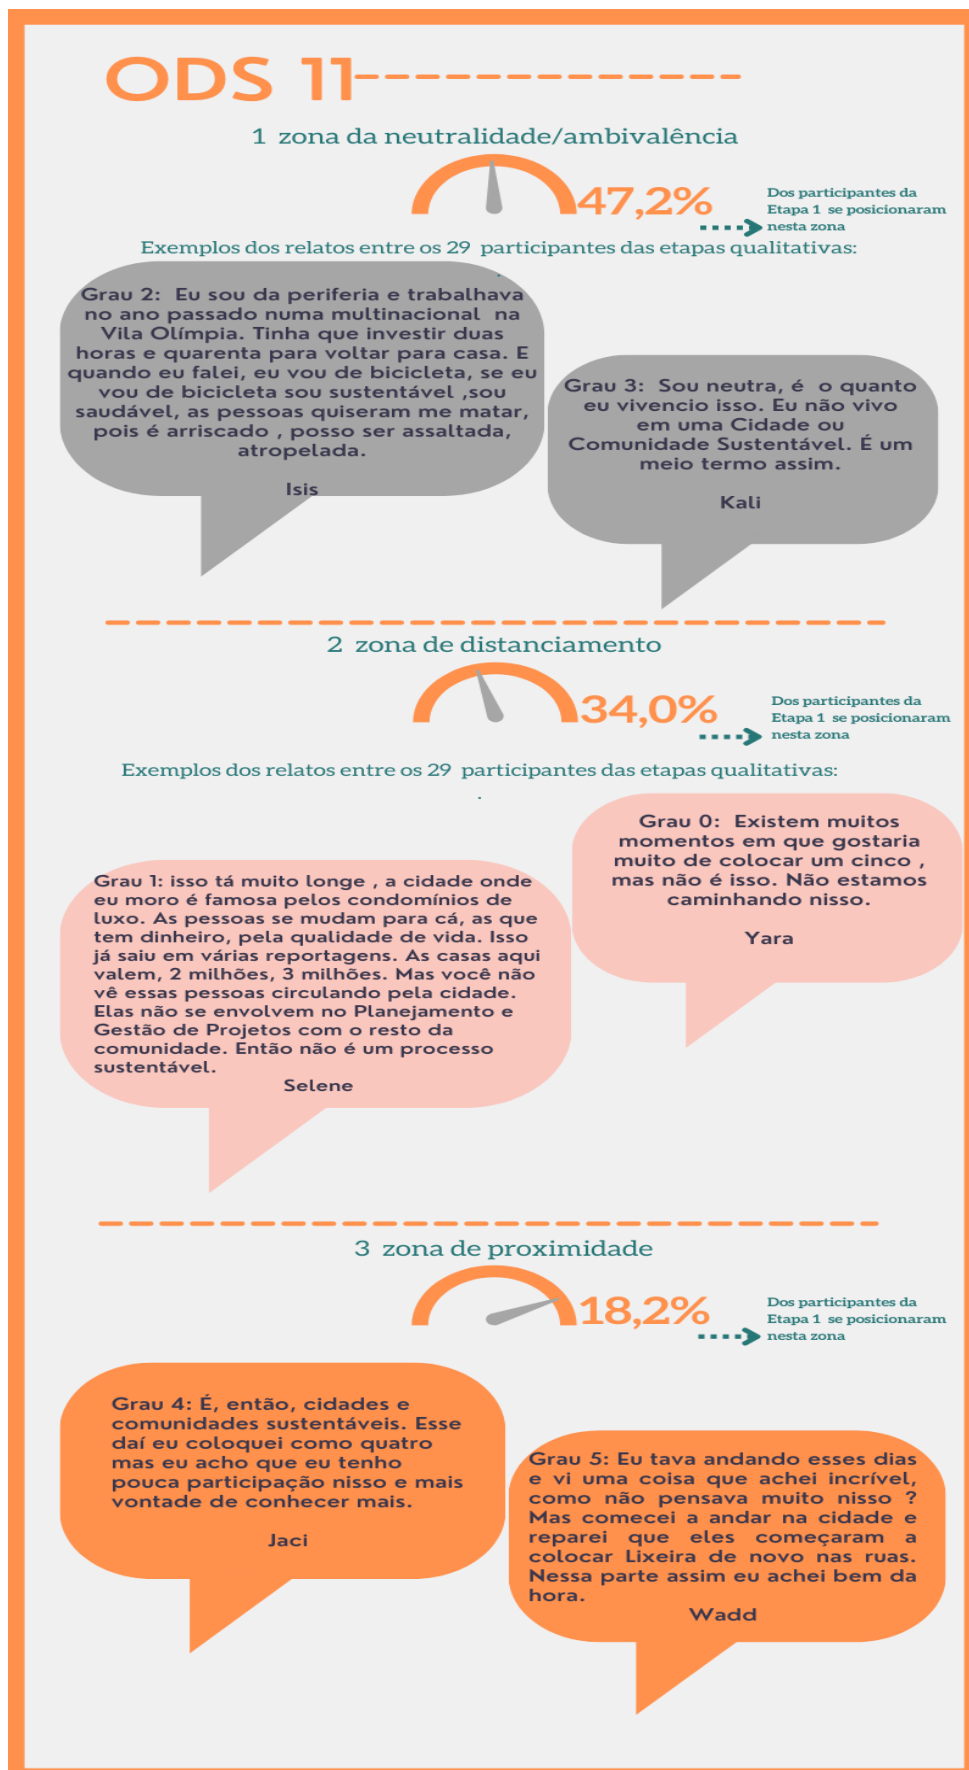 ODS 11
1 zona da neutralidade/ambivalência
47,2%
Dos participantes da
Etapa 1 se posicionaram
nesta zona
Exemplos dos relatos entre os 29 participantes das etapas qualitativas:
.
Grau 2: Eu sou da periferia e trabalhava
no ano passado numa multinacional na
Vila Olímpia. Tinha que investir duas
horas e quarenta para voltar para casa. E
quando eu falei, eu vou de bicicleta, se eu
vou de bicicleta sou sustentável ,sou
saudável, as pessoas quiseram me matar,
pois é arriscado , posso ser assaltada,
atropelada.
Isis
Grau 3: Sou neutra, é o quanto
eu vivencio isso. Eu não vivo
em uma Cidade ou
Comunidade Sustentável. É um
meio termo assim.
Kali
2 zona de distanciamento
34,0%
Dos participantes da
Etapa 1 se posicionaram
nesta zona
Exemplos dos relatos entre os 29 participantes das etapas qualitativas:
.
Grau 0: Existem muitos
momentos em que gostaria
muito de colocar um cinco ,
mas não é isso. Não estamos
caminhando nisso.
Yara
Grau 1: isso tá muito longe , a cidade onde
eu moro é famosa pelos condomínios de
luxo. As pessoas se mudam para cá, as que
tem dinheiro, pela qualidade de vida. Isso
já saiu em várias reportagens. As casas aqui
valem, 2 milhões, 3 milhões. Mas você não
vê essas pessoas circulando pela cidade.
Elas não se envolvem no Planejamento e
Gestão de Projetos com o resto da
comunidade. Então não é um processo
sustentável.
Selene
3 zona de proximidade
18,2%
Dos participantes da
Etapa 1 se posicionaram
nesta zona
Grau 4: É, então, cidades e
comunidades sustentáveis. Esse
daí eu coloquei como quatro
mas eu acho que eu tenho
pouca participação nisso e mais
vontade de conhecer mais.
Jaci
Grau 5: Eu tava andando esses dias
e vi uma coisa que achei incrível,
como não pensava muito nisso ?
Mas comecei a andar na cidade e
reparei que eles começaram a
colocar Lixeira de novo nas ruas.
Nessa parte assim eu achei bem da
hora.
Wadd